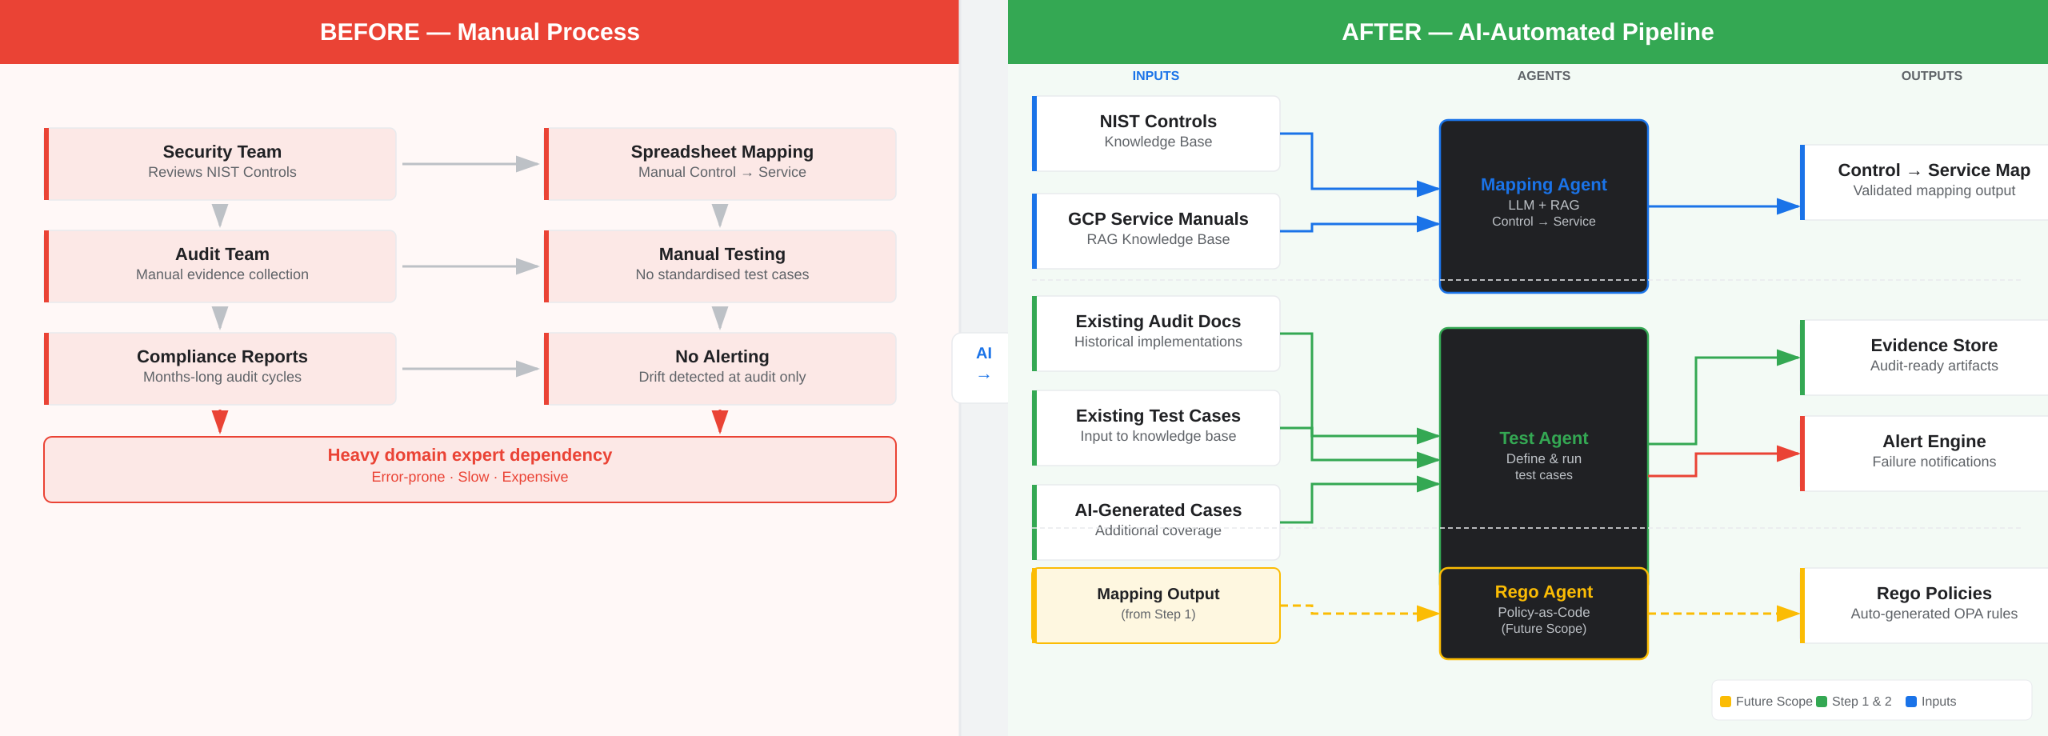 BEFORE — Manual Process
Security Team
Reviews NIST Controls
Spreadsheet Mapping
Manual Control → Service
Audit Team
Manual evidence collection
Manual Testing
No standardised test cases
Compliance Reports
Months-long audit cycles
No Alerting
Drift detected at audit only
Heavy domain expert dependency
Error-prone · Slow · Expensive
AI
→
AFTER — AI-Automated Pipeline
INPUTS
AGENTS
OUTPUTS
NIST Controls
Knowledge Base
GCP Service Manuals
RAG Knowledge Base
Mapping Agent
LLM + RAG
Control → Service
Control → Service Map
Validated mapping output
Existing Audit Docs
Historical implementations
Existing Test Cases
Input to knowledge base
AI-Generated Cases
Additional coverage
Test Agent
Define & run
test cases
Evidence Store
Audit-ready artifacts
Alert Engine
Failure notifications
Mapping Output
(from Step 1)
Rego Agent
Policy-as-Code
(Future Scope)
Rego Policies
Auto-generated OPA rules
Future Scope Step 1 & 2 Inputs